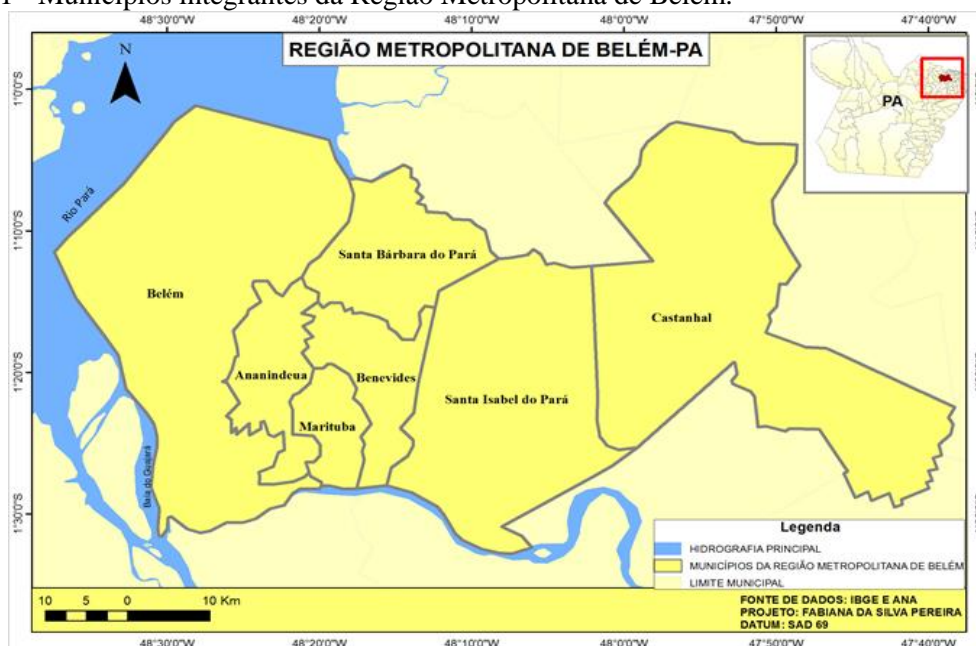 1 - Municípios integrantes da Região Metropolitana de Belém.
48°30'0"O 48°20'0"O 48°10'0"O 48°0'0"O 47°50'0"O 47°40'0"O
REGIÃO METROPOLITANA DE BELÉM-PA
N
PA
1°0'0"S
Rio Pará
1°10'0"S
Santa Bárbara do Pará
Belém
Castanhal
1°20'0"S
Ananindeua
Benevides
Santa Isabel do Pará
Marituba
Baía do Guajará
1°30'0"S
Legenda
HIDROGRAFIA PRINCIPAL
MUNICÍPIOS DA REGIÃO METROPOLITANA DE BELÉM
LIMITE MUNICIPAL
10 5 0 10 Km
FONTE DE DADOS: IBGE E ANA
PROJETO: FABIANA DA SILVA PEREIRA
DATUM: SAD 69
48°30'0"O 48°20'0"O 48°10'0"O 48°0'0"O 47°50'0"O 47°40'0"O